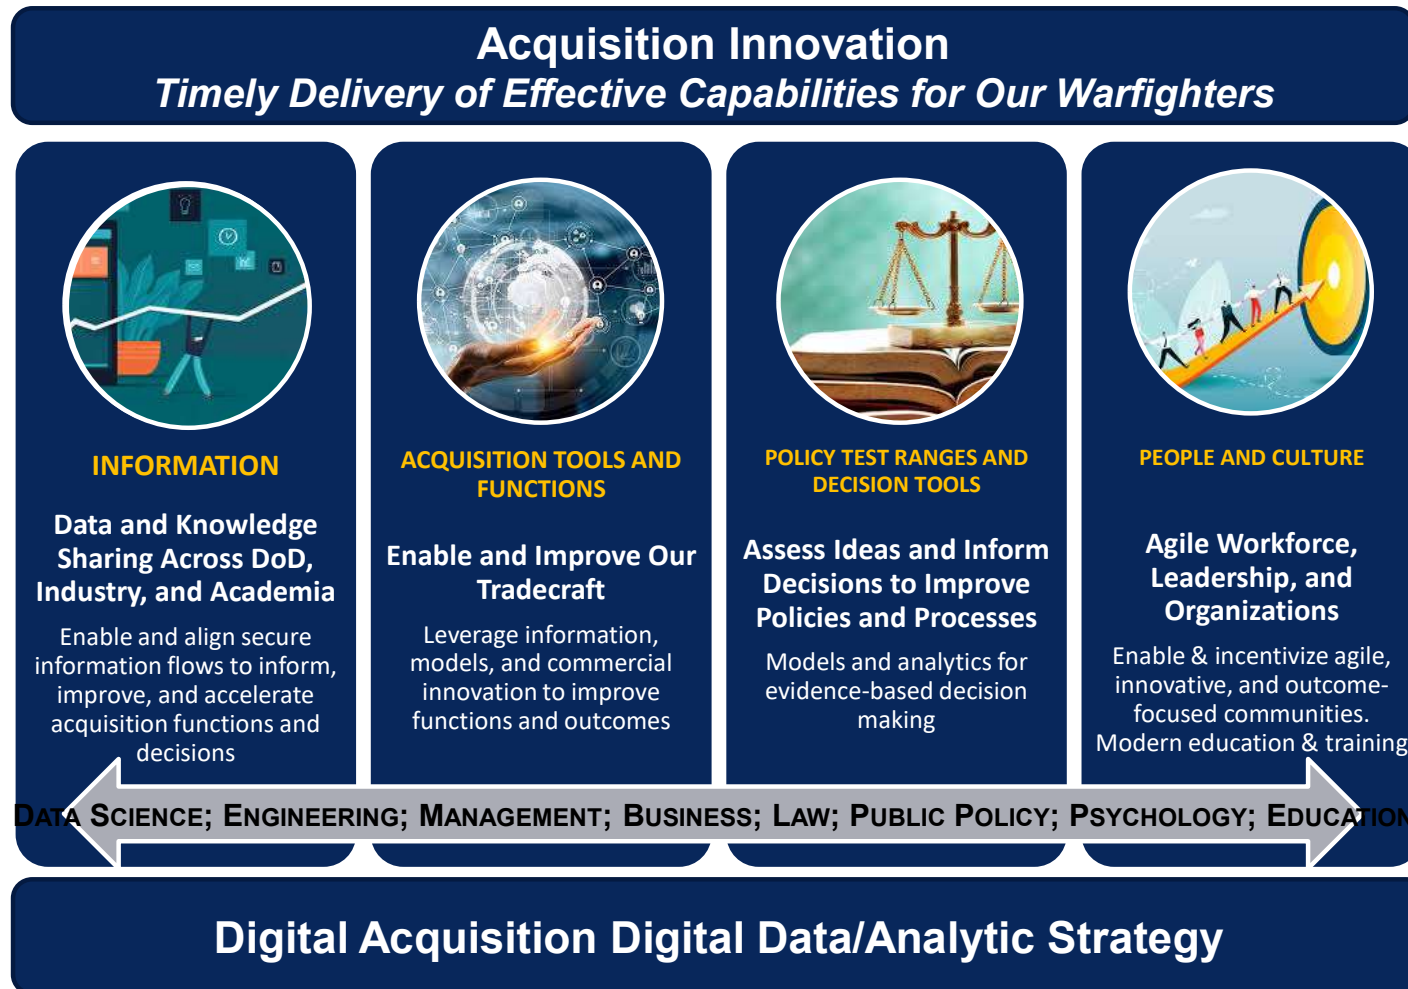 Acquisition Innovation
Timely Delivery of Effective Capabilities for Our Warfighters
INFORMATION
Data and Knowledge
Sharing Across DoD,
Industry, and Academia
Enable and align secure
information flows to inform,
improve, and accelerate
acquisition functions and
decisions
ACQUISITION TOOLS AND
FUNCTIONS
Enable and Improve Our
Tradecraft
Leverage information,
models, and commercial
innovation to improve
functions and outcomes
POLICY TEST RANGES AND
DECISION TOOLS
Assess Ideas and Inform
Decisions to Improve
Policies and Processes
Models and analytics for
evidence-based decision
making
PEOPLE AND CULTURE
Agile Workforce,
Leadership, and
Organizations
Enable & incentivize agile,
innovative, and outcome-
focused communities.
Modern education & training
DATA SCIENCE; ENGINEERING; MANAGEMENT; BUSINESS; LAW; PUBLIC POLICY; PSYCHOLOGY; EDUCATION
Digital Acquisition Digital Data/Analytic Strategy